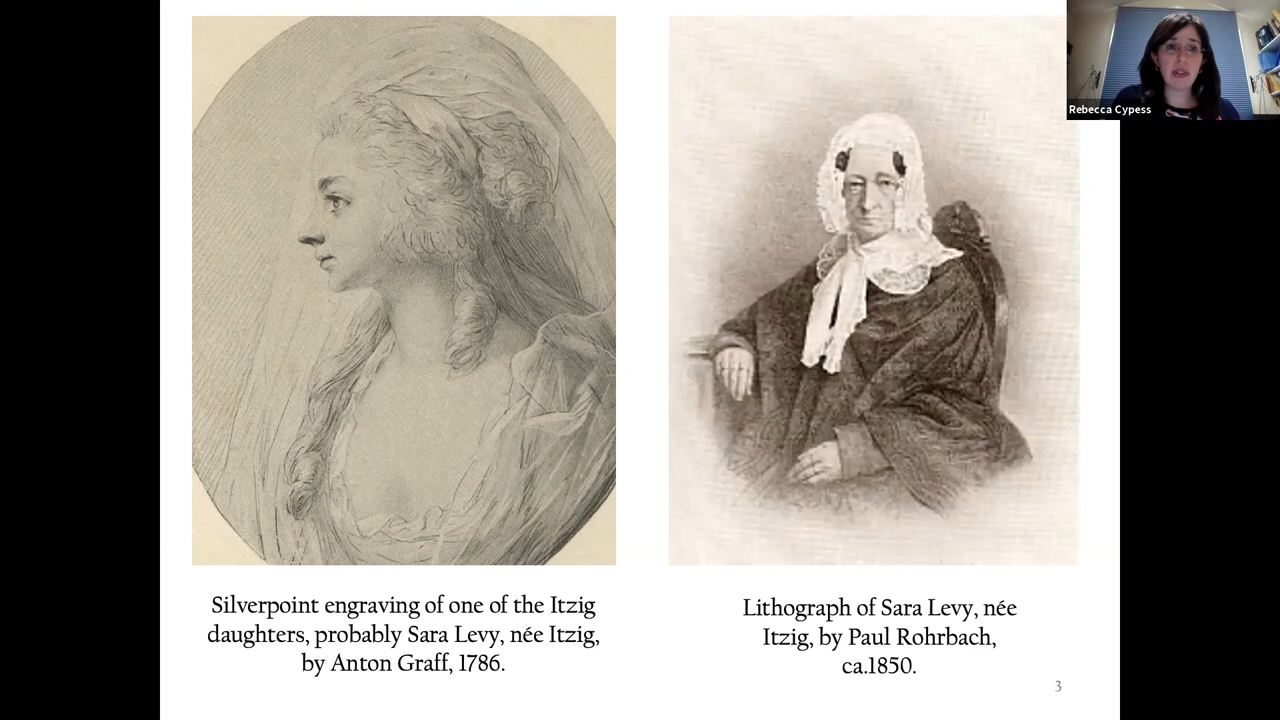 Rebecca Cypess
Silverpoint engraving of one of the Itzig
daughters, probably Sara Levy, née Itzig,
by Anton Graff, 1786.
Lithograph of Sara Levy, née
Itzig, by Paul Rohrbach,
ca.1850.
3